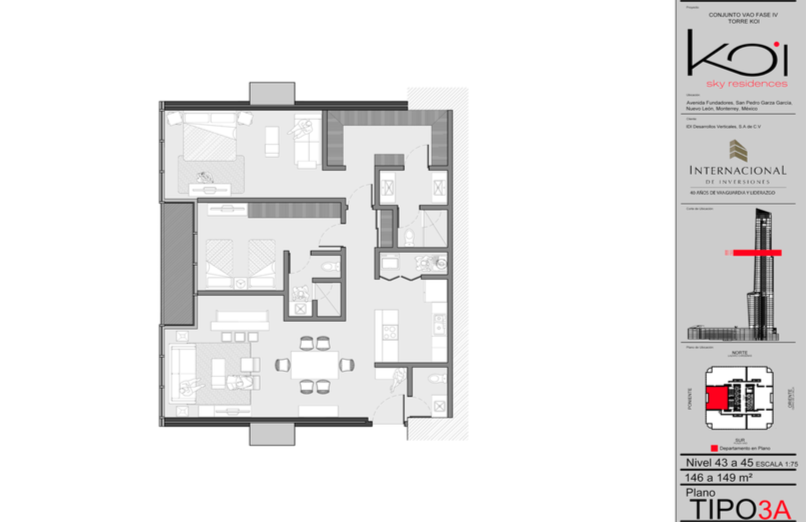 Proyecto:
CONJUNTO VAO FASE IV
TORRE KOI
KOI
sky residences
Ubicación:
Avenida Fundadores, San Pedro Garza García,
Nuevo León, Monterrey, México
Cliente:
IDI Desarrollos Verticales, S.A de C.V
INTERNACIONAL
DE INVERSIONES
40 AÑOS DE VANGUARDIA Y LIDERAZGO
Corte de Ubicación:
Plano de Ubicación:
NORTE
PONIENTE
ORIENTE
SUR
Departamento en Plano
Nivel 43 a 45 ESCALA 1:75
146 a 149 m²
Plano
TIPO3A